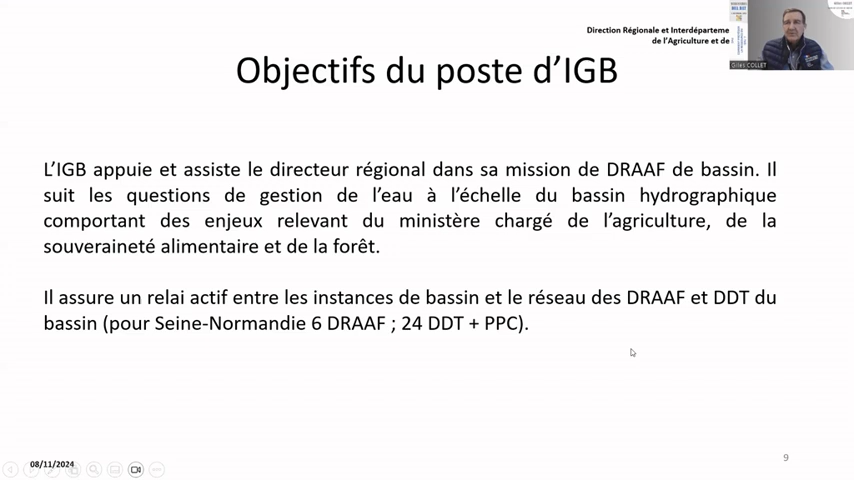 Direction Régionale et Interdéparteme
de l'Agriculture et de
Gilles COLLET
Objectifs du poste d'IGB
L'IGB appuie et assiste le directeur régional dans sa mission de DRAAF de bassin. Il
suit les questions de gestion de l'eau à l'échelle du bassin hydrographique
comportant des enjeux relevant du ministère chargé de l'agriculture, de la
souveraineté alimentaire et de la forêt.
Il assure un relai actif entre les instances de bassin et le réseau des DRAAF et DDT du
bassin (pour Seine-Normandie 6 DRAAF ; 24 DDT + PPC).
08/11/2024
9